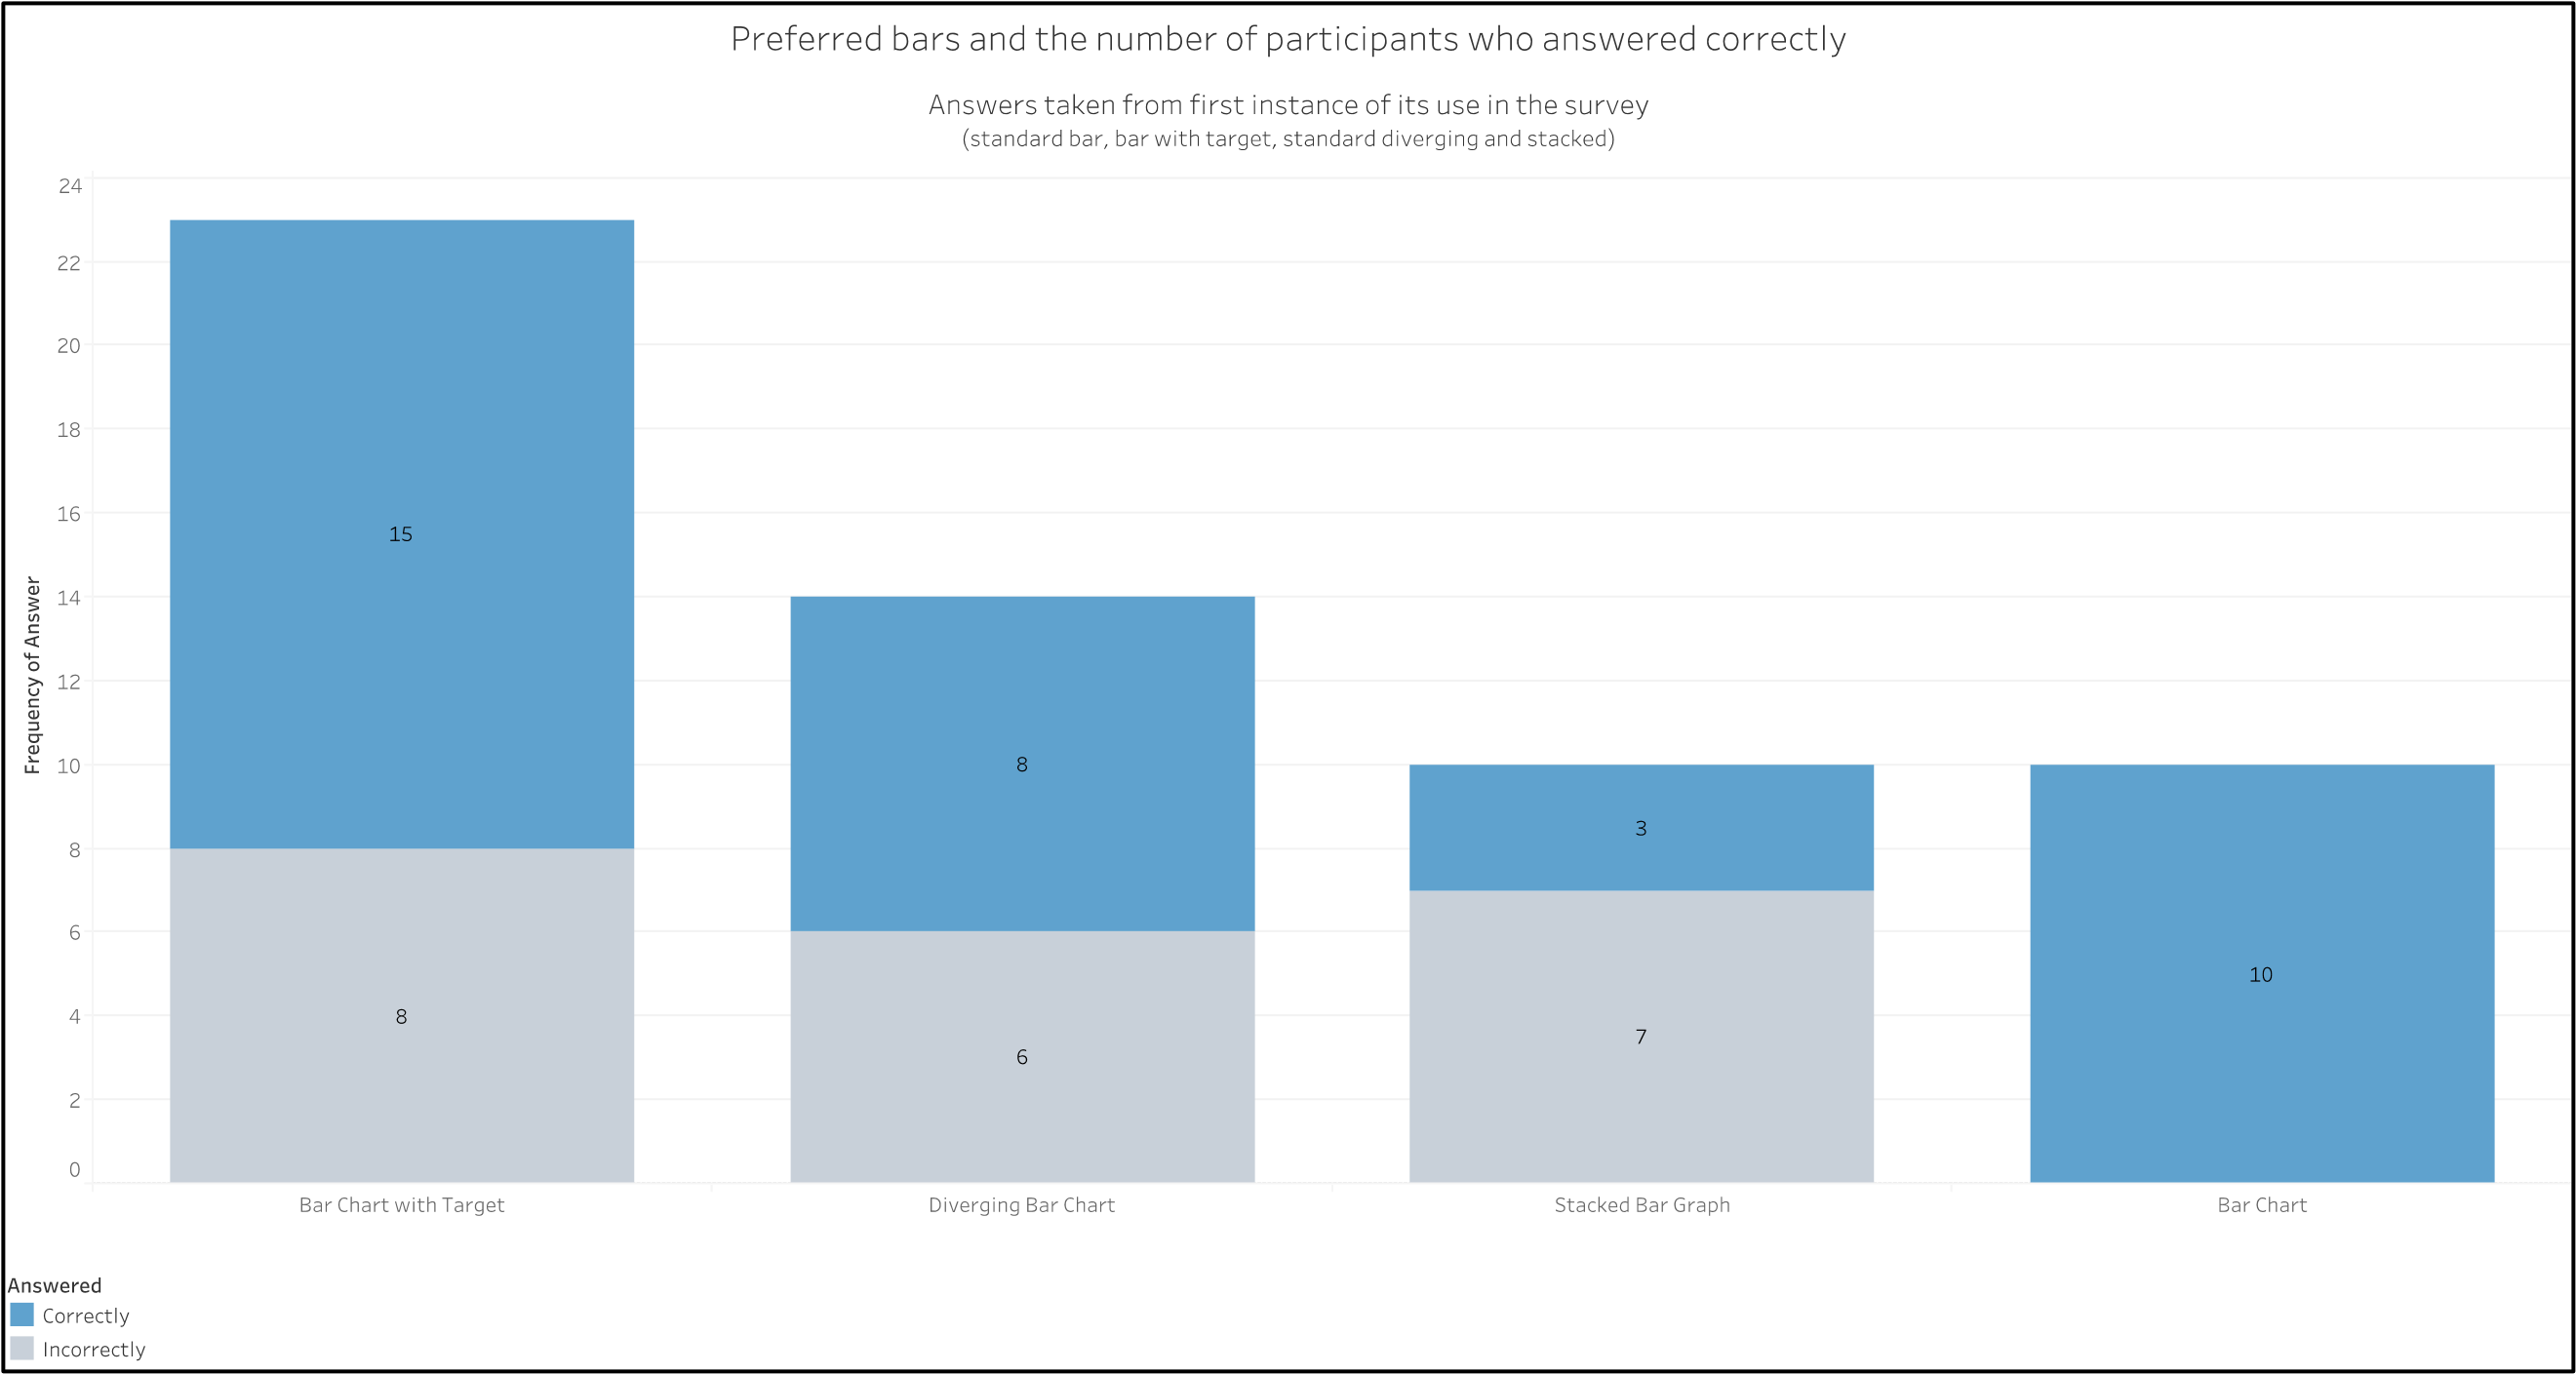 Preferred bars and the number of participants who answered correctly
Answers taken from first instance of its use in the survey
(standard bar, bar with target, standard diverging and stacked)
Frequency of Answer
24
22
20
18
16
14
12
10
8
6
4
2
0
15
8
8
6
3
7
10
Bar Chart with Target
Diverging Bar Chart
Stacked Bar Graph
Bar Chart
Answered
Correctly
Incorrectly